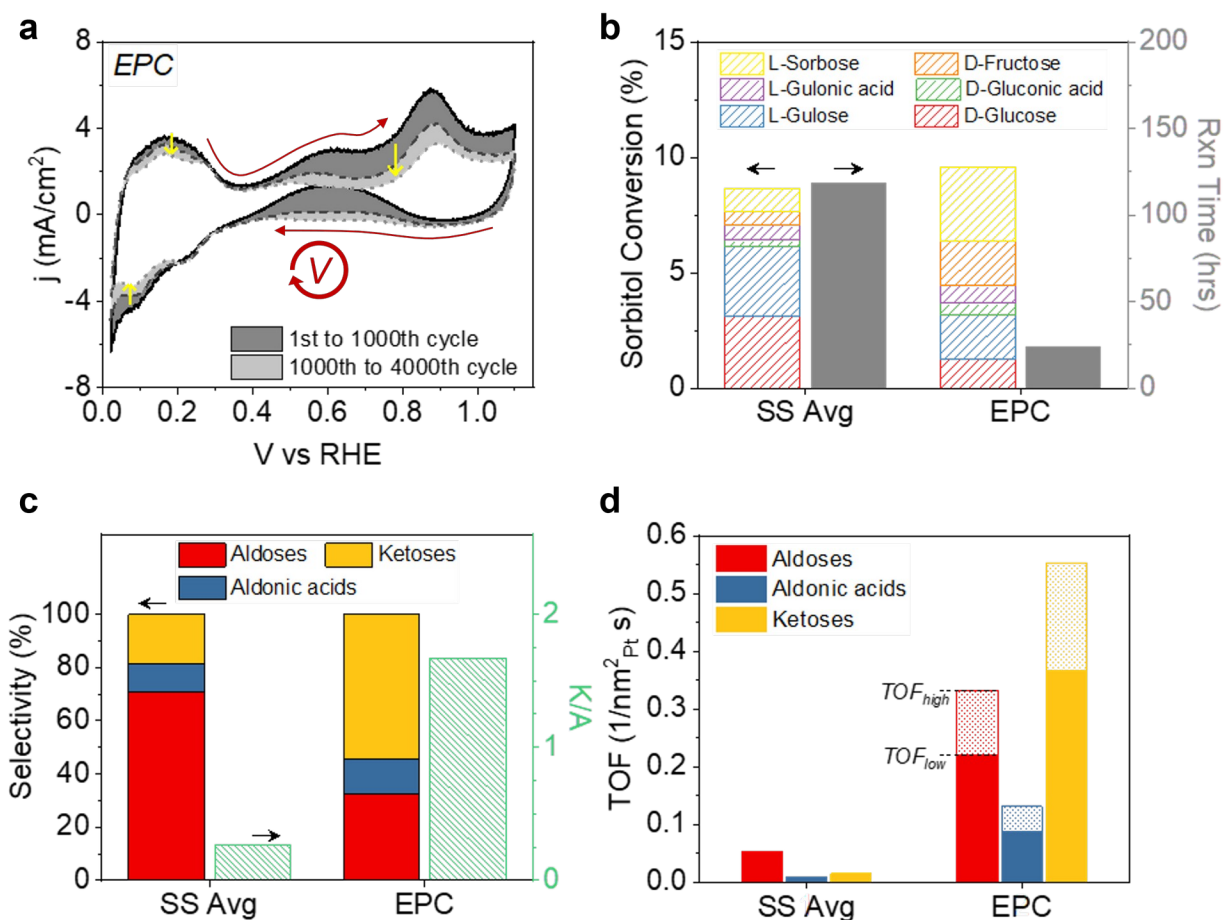 a
EPC
8
4
0
-4
-8
j (mA/cm²)
V
1st to 1000th cycle
1000th to 4000th cycle
0.0 0.2 0.4 0.6 0.8 1.0
V vs RHE
b
15
10
5
0
Sorbitol Conversion (%)
L-Sorbose D-Fructose
L-Gulonic acid D-Gluconic acid
L-Gulose D-Glucose
200
150
100
50
0
Rxn Time (hrs)
SS Avg EPC
c
Aldoses Ketoses
Aldonic acids
100
80
60
40
20
0
Selectivity (%)
2
1
0
K/A
SS Avg EPC
d
0.6
0.5
0.4
0.3
0.2
0.1
0.0
TOF (1/nm²Pt s)
Aldoses
Aldonic acids
Ketoses
TOFhigh
TOFlow
SS Avg EPC